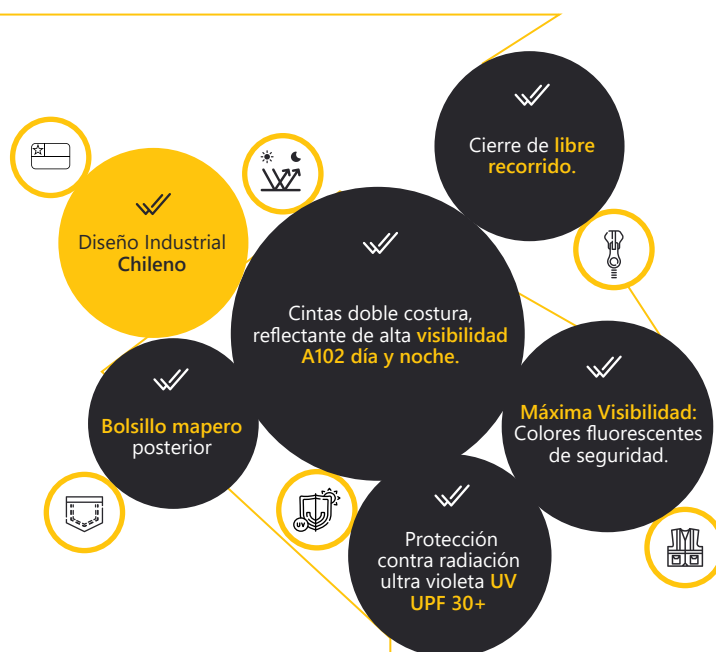 Cierre de libre
recorrido.
Diseño Industrial
Chileno
Cintas doble costura,
reflectante de alta visibilidad
A102 día y noche.
Bolsillo mapero
posterior
Máxima Visibilidad:
Colores fluorescentes
de seguridad.
Protección
contra radiación
ultra violeta UV
UPF 30+
UV